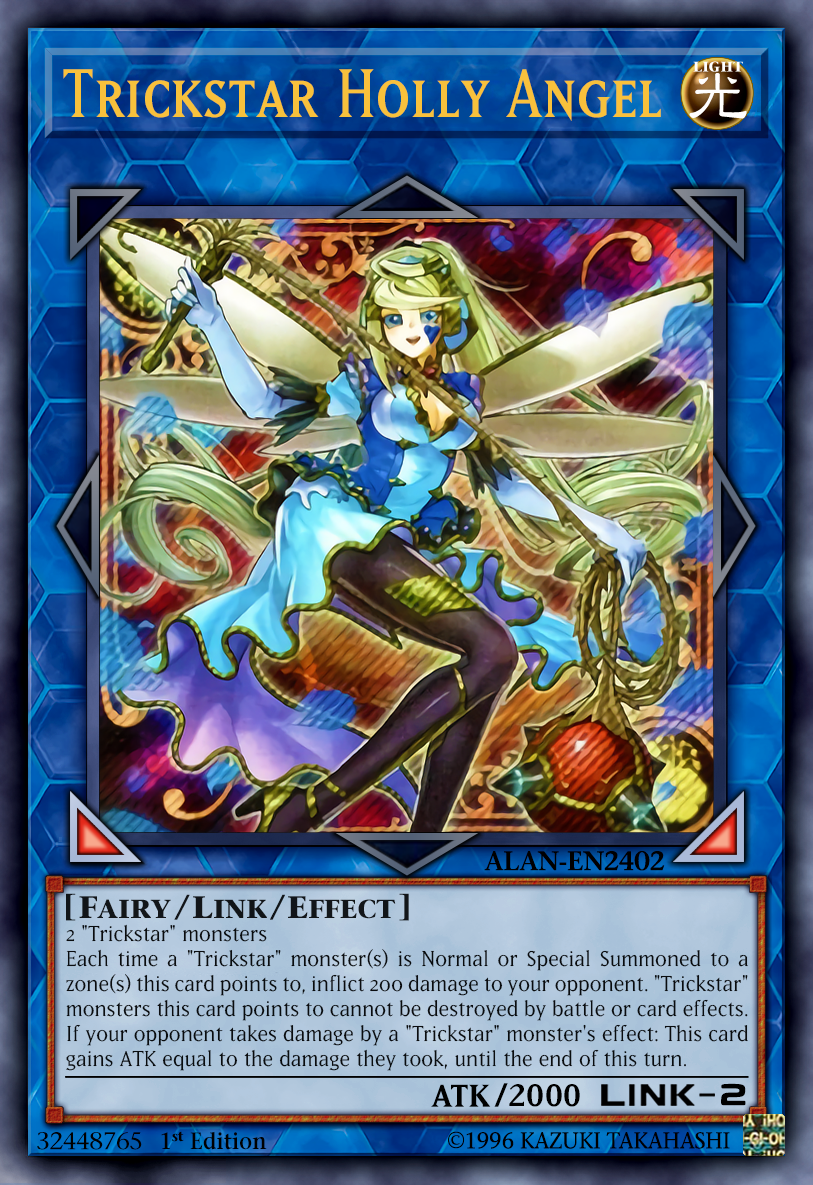 Trickstar Holly Angel
LIGHT
光
ALAN-EN2402
[Fairy/Link/Effect]
2 "Trickstar" monsters
Each time a "Trickstar" monster(s) is Normal or Special Summoned to a
zone(s) this card points to, inflict 200 damage to your opponent. "Trickstar"
monsters this card points to cannot be destroyed by battle or card effects.
If your opponent takes damage by a "Trickstar" monster's effect: This card
gains ATK equal to the damage they took, until the end of this turn.
ATK/2000 LINK-2
32448765 1st Edition ©1996 KAZUKI TAKAHASHI